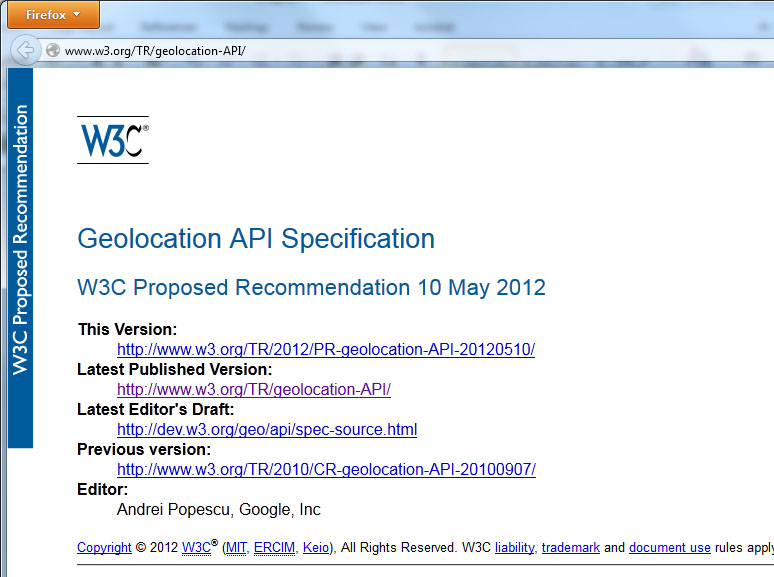 Firefox
www.w3.org/TR/geolocation-API/
W3C Proposed Recommendation
W3C®
Geolocation API Specification
W3C Proposed Recommendation 10 May 2012
This Version:
http://www.w3.org/TR/2012/PR-geolocation-API-20120510/
Latest Published Version:
http://www.w3.org/TR/geolocation-API/
Latest Editor's Draft:
http://dev.w3.org/geo/api/spec-source.html
Previous version:
http://www.w3.org/TR/2010/CR-geolocation-API-20100907/
Editor:
Andrei Popescu, Google, Inc
Copyright © 2012 W3C® (MIT, ERCIM, Keio), All Rights Reserved. W3C liability, trademark and document use rules apply